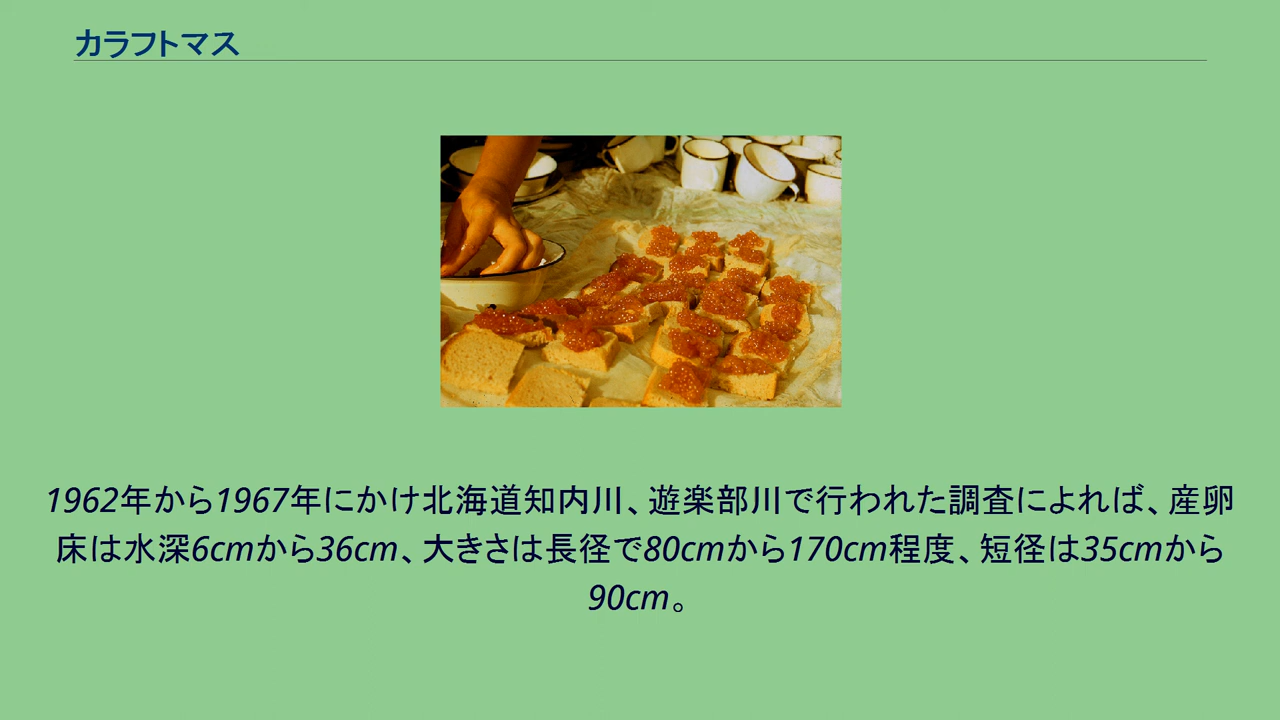 カラフトマス
1962年から1967年にかけ北海道知内川、遊楽部川で行われた調査によれば、産卵
床は水深6cmから36cm、大きさは長径で80cmから170cm程度、短径は35cmから
90cm。